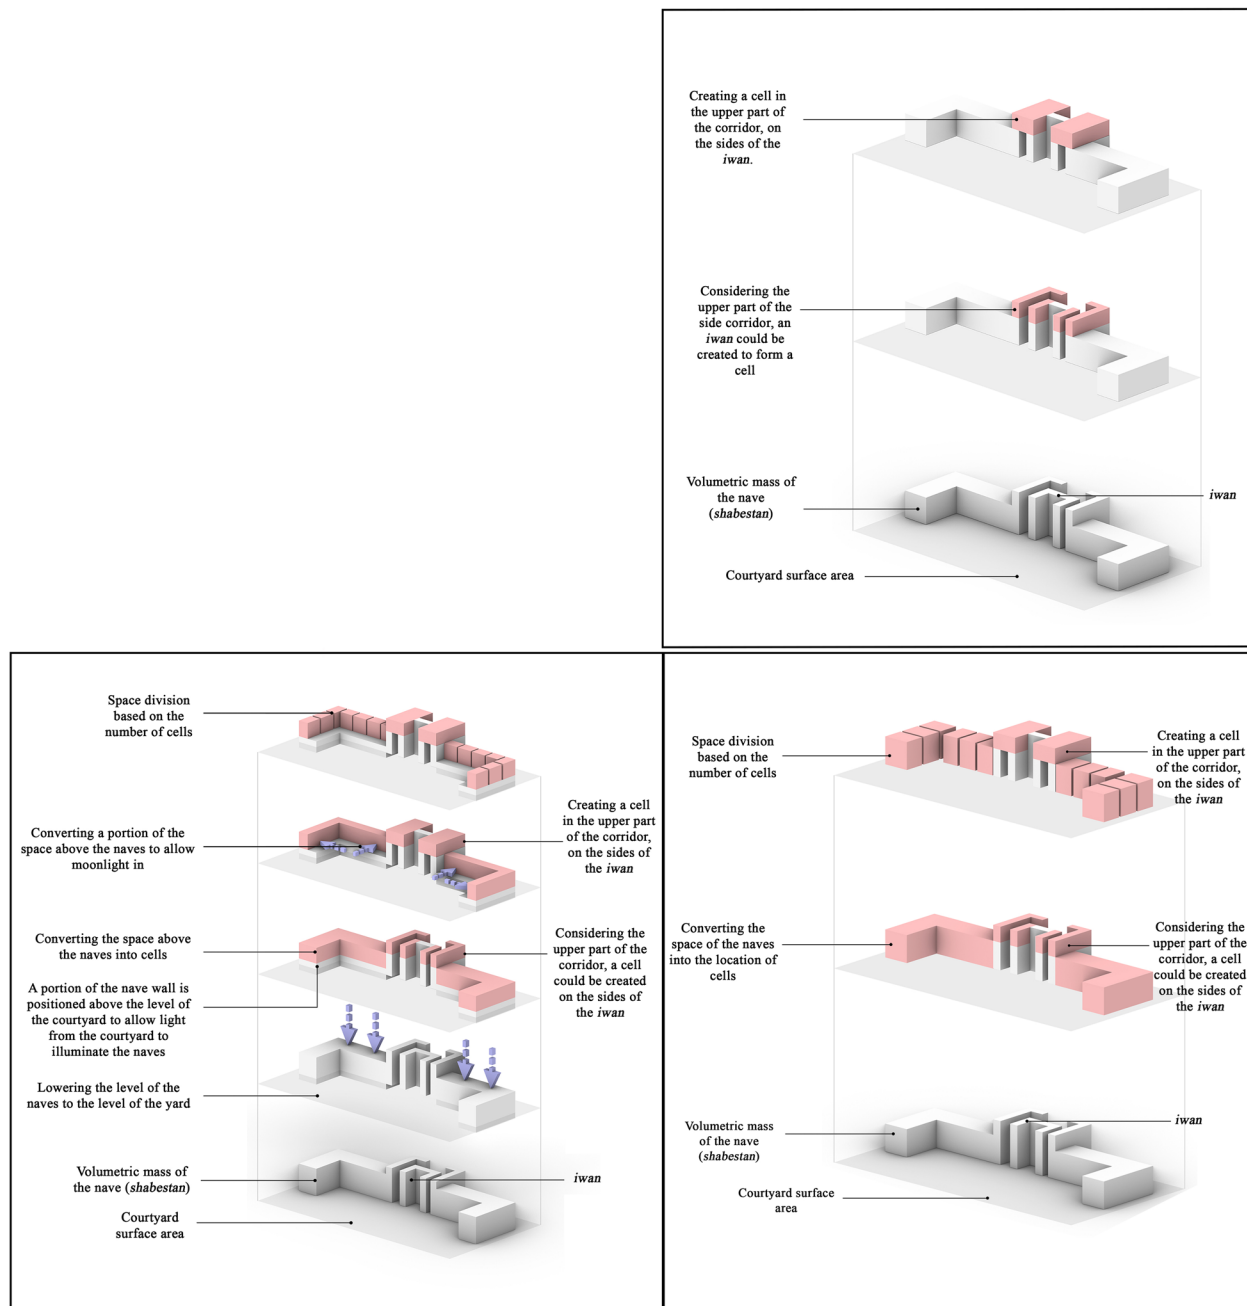 Creating a cell in
the upper part of
the corridor, on
the sides of the
iwan.
Considering the
upper part of the
side corridor, an
iwan could be
created to form a
cell
Volumetric mass of
the nave
(shabestan)
iwan
Courtyard surface area
Space division
based on the
number of cells
Converting a portion of the
space above the naves to allow
moonlight in
Creating a cell
in the upper part
of the corridor,
on the sides of
the iwan
Converting the space above
the naves into cells
Considering the
upper part of the
corridor, a cell
could be created
on the sides of
the iwan
A portion of the nave wall is
positioned above the level of
the courtyard to allow light
from the courtyard to
illuminate the naves
Lowering the level of the
naves to the level of the yard
Volumetric mass of
the nave (shabestan)
iwan
Courtyard
surface area
Space division
based on the
number of cells
Creating a cell
in the upper part
of the corridor,
on the sides of
the iwan
Converting the
space of the naves
into the location of
cells
Considering the
upper part of the
corridor, a cell
could be created
on the sides of
the iwan
Volumetric mass
of the nave
(shabestan)
iwan
Courtyard surface
area